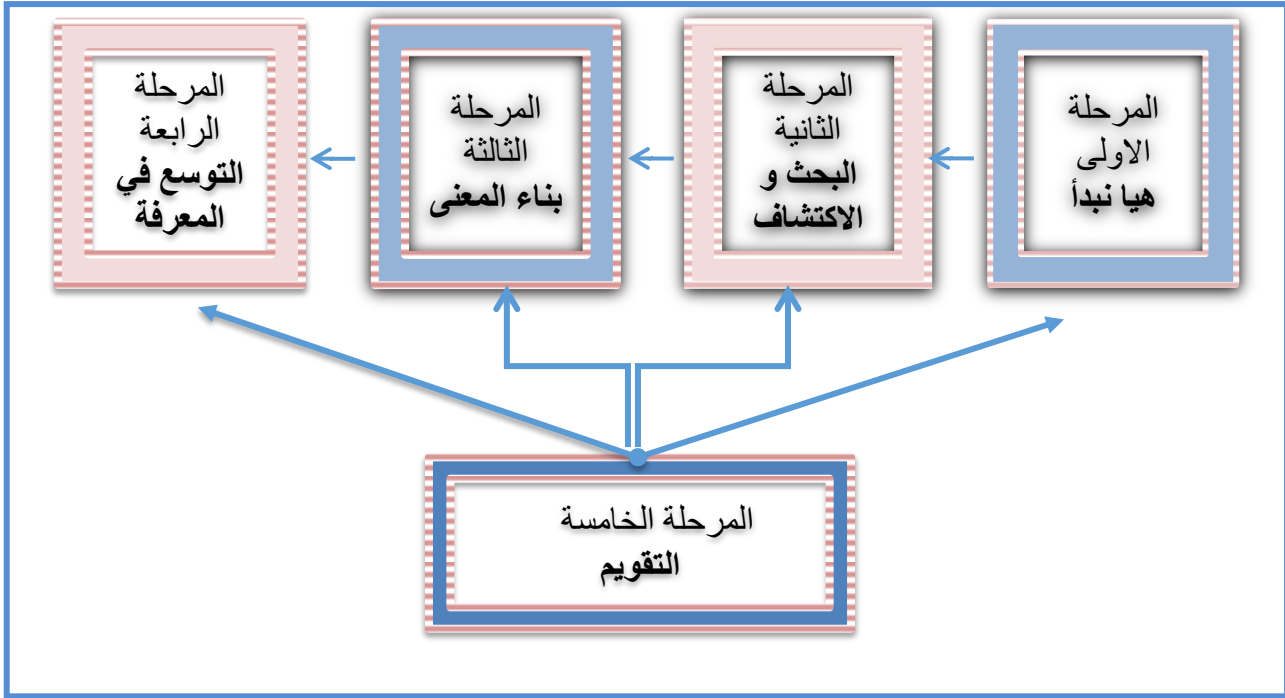 المرحلة
الاولى
هيا نبدأ
المرحلة
الثانية
البحث و
الاكتشاف
المرحلة
الثالثة
بناء المعنى
المرحلة
الرابعة
التوسع في
المعرفة
المرحلة الخامسة
التقويم